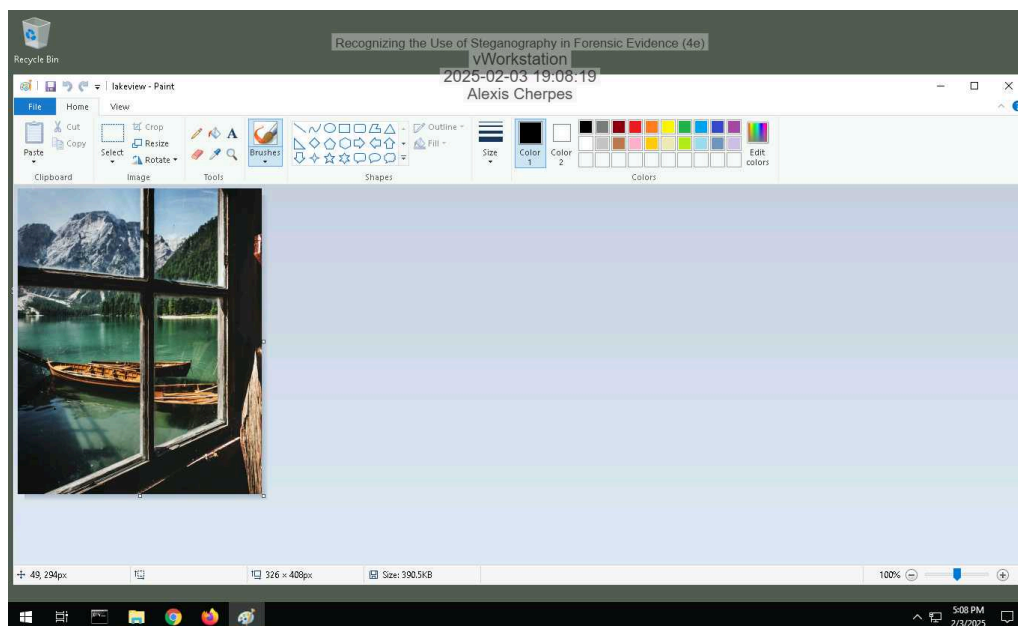 Recycle Bin
Recognizing the Use of Steganography in Forensic Evidence (4e)
vWorkstation
2025-02-03 19:08:19
Alexis Cherpes
lakeview - Paint
File Home View
Paste
Cut
Copy
Clipboard
Select
Crop
Resize
Rotate
Image
A
Tools
Brushes
Outline
Fill
Shapes
Size
Color 1
Color 2
Edit colors
Colors
49, 294px
326 × 408px
Size: 390.5KB
100%
5:08 PM
2/3/2025